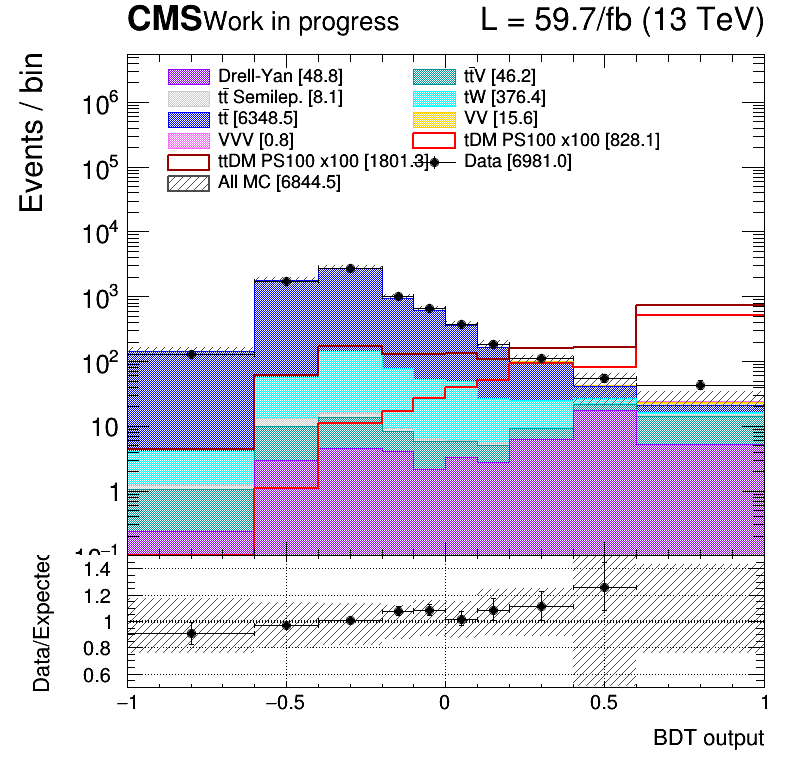 CMS Work in progress L = 59.7/fb (13 TeV)
Events / bin
Drell-Yan [48.8] tt̄V [46.2]
tt̄ Semilep. [8.1] tW [376.4]
tt̄ [6348.5] VV [15.6]
VVV [0.8] tDM PS100 x100 [828.1]
ttDM PS100 x100 [1801.3] Data [6981.0]
All MC [6844.5]
10⁶
10⁵
10⁴
10³
10²
10
1
10⁻¹
Data/Expected
1.4
1.2
1
0.8
0.6
−1 −0.5 0 0.5 1
BDT output